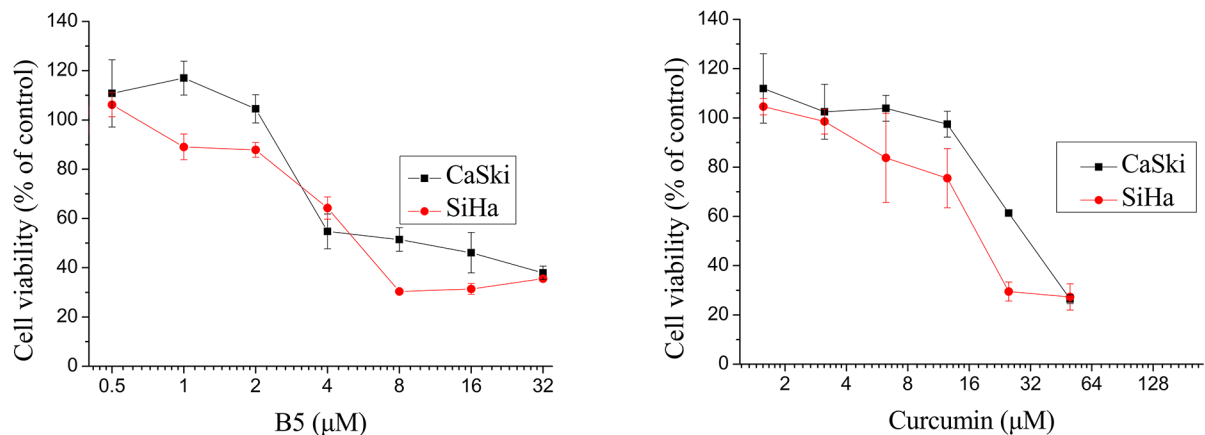 Cell viability (% of control)
140
120
100
80
60
40
20
0
0.5 1 2 4 8 16 32
B5 (μM)
CaSki
SiHa
Cell viability (% of control)
140
120
100
80
60
40
20
0
2 4 8 16 32 64 128
Curcumin (μM)
CaSki
SiHa